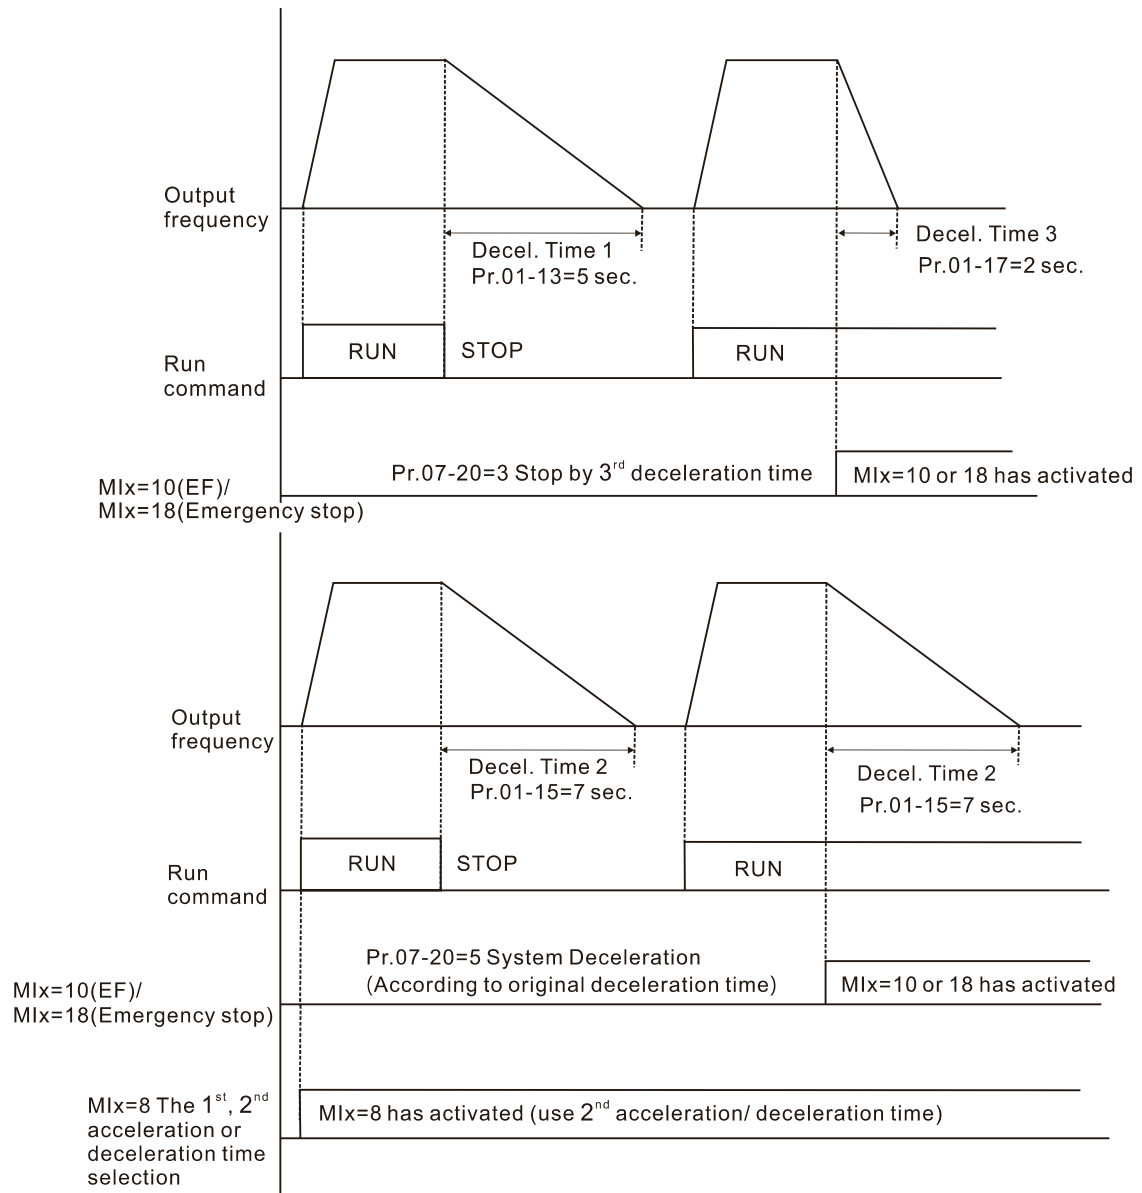 Output
frequency
Decel. Time 1
Pr.01-13=5 sec.
Decel. Time 3
Pr.01-17=2 sec.
RUN
STOP
RUN
Run
command
Pr.07-20=3 Stop by 3rd deceleration time
MIx=10 or 18 has activated
MIx=10(EF)/
MIx=18(Emergency stop)
Output
frequency
Decel. Time 2
Pr.01-15=7 sec.
Decel. Time 2
Pr.01-15=7 sec.
RUN
STOP
RUN
Run
command
Pr.07-20=5 System Deceleration
(According to original deceleration time)
MIx=10 or 18 has activated
MIx=10(EF)/
MIx=18(Emergency stop)
MIx=8 The 1st, 2nd
acceleration or
deceleration time
selection
MIx=8 has activated (use 2nd acceleration/ deceleration time)